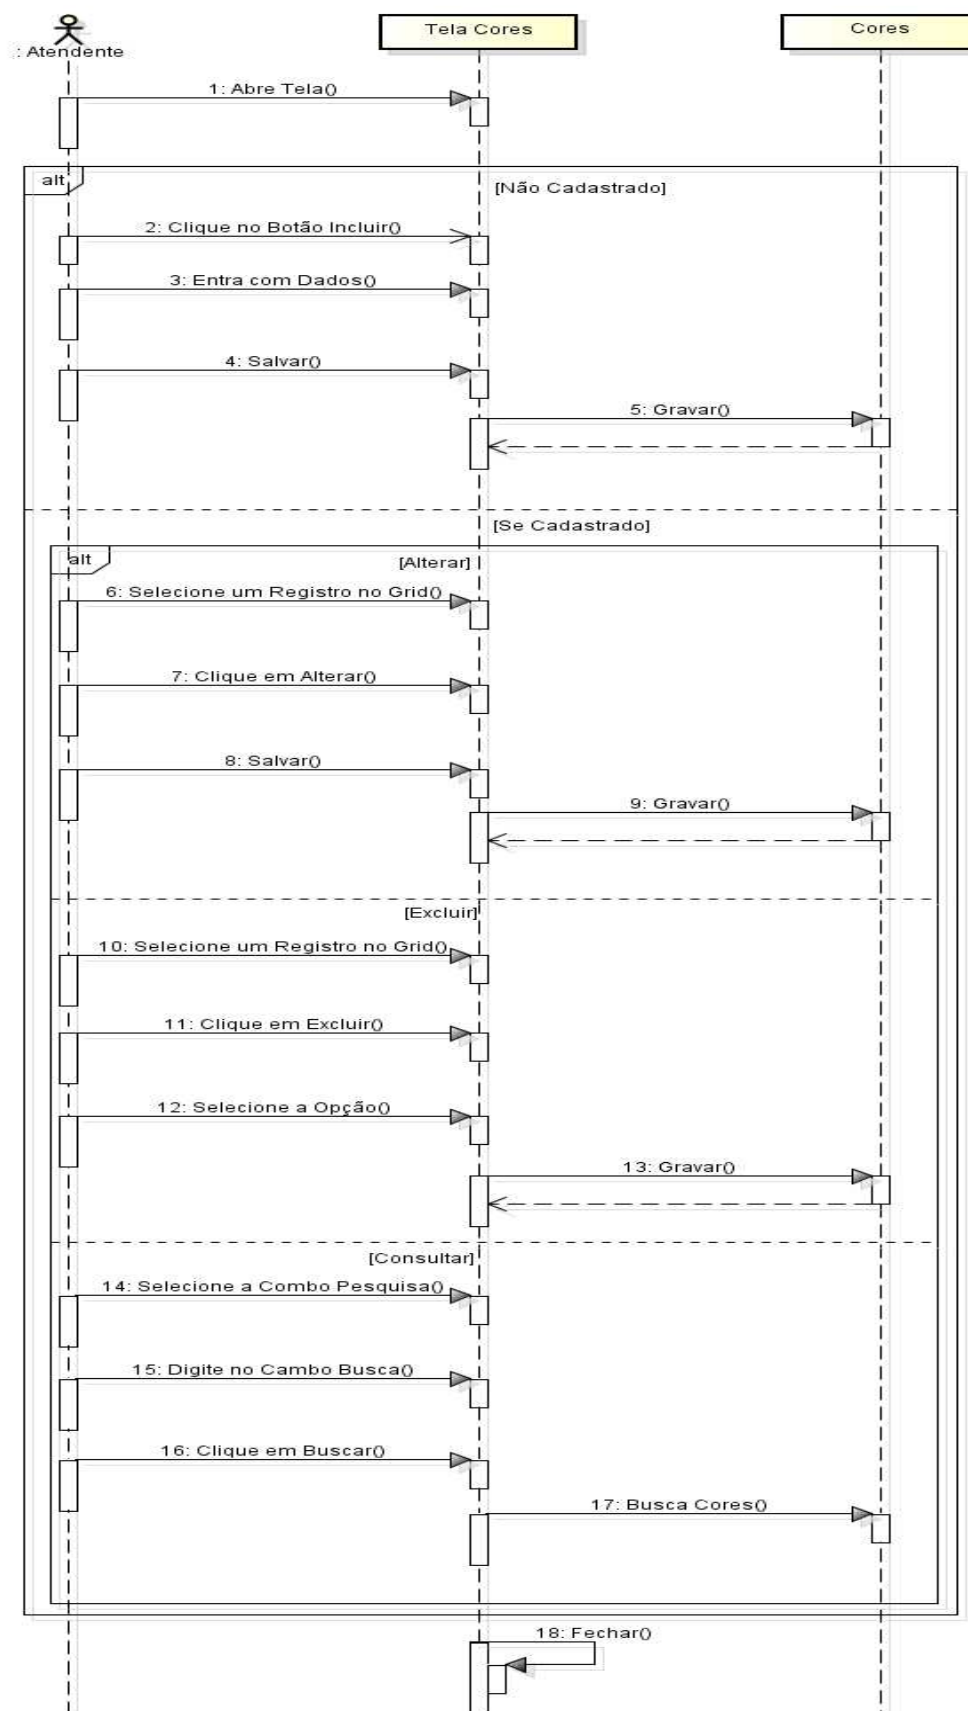 : Atendente
Tela Cores
Cores
1: Abre Tela()
alt
[Não Cadastrado]
2: Clique no Botão Incluir()
3: Entra com Dados()
4: Salvar()
5: Gravar()
[Se Cadastrado]
alt
[Alterar]
6: Selecione um Registro no Grid()
7: Clique em Alterar()
8: Salvar()
9: Gravar()
[Excluir]
10: Selecione um Registro no Grid()
11: Clique em Excluir()
12: Selecione a Opção()
13: Gravar()
[Consultar]
14: Selecione a Combo Pesquisa()
15: Digite no Cambo Busca()
16: Clique em Buscar()
17: Busca Cores()
18: Fechar()